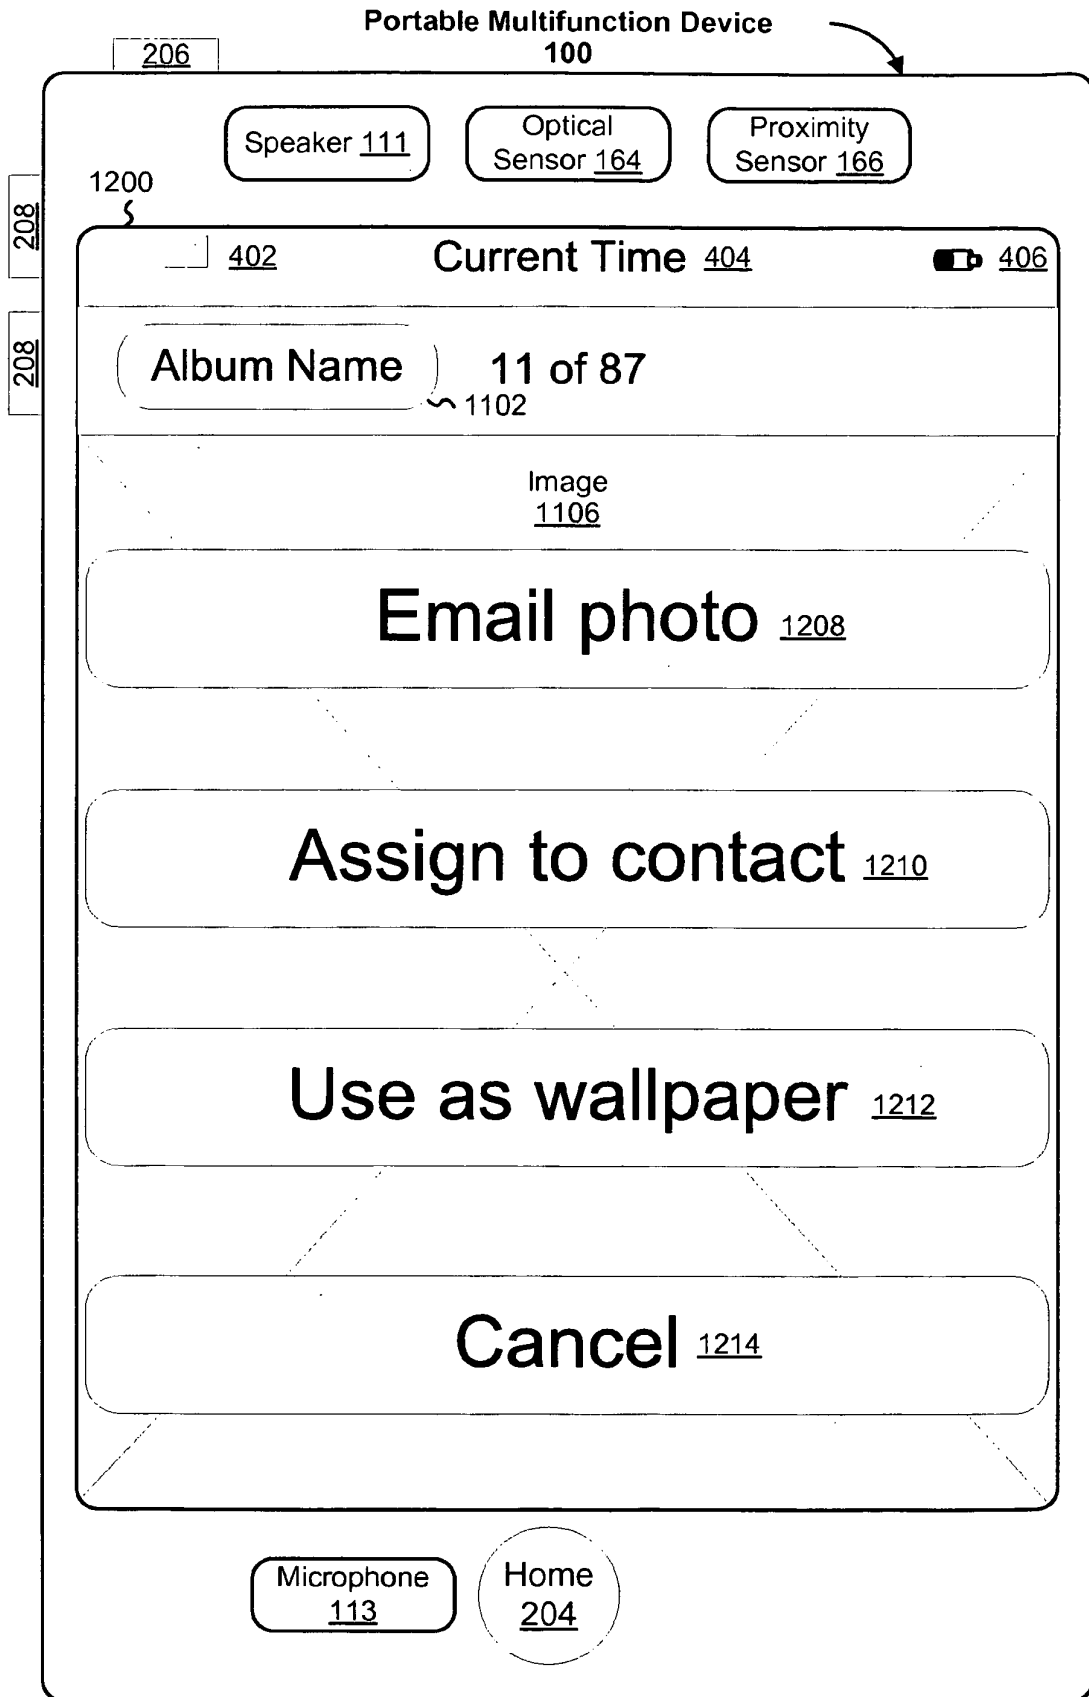 Portable Multifunction Device
100
206
Speaker 111
Optical
Sensor 164
Proximity
Sensor 166
208
1200
402
Current Time 404
406
208
Album Name
11 of 87
1102
Image
1106
Email photo 1208
Assign to contact 1210
Use as wallpaper 1212
Cancel 1214
Microphone
113
Home
204